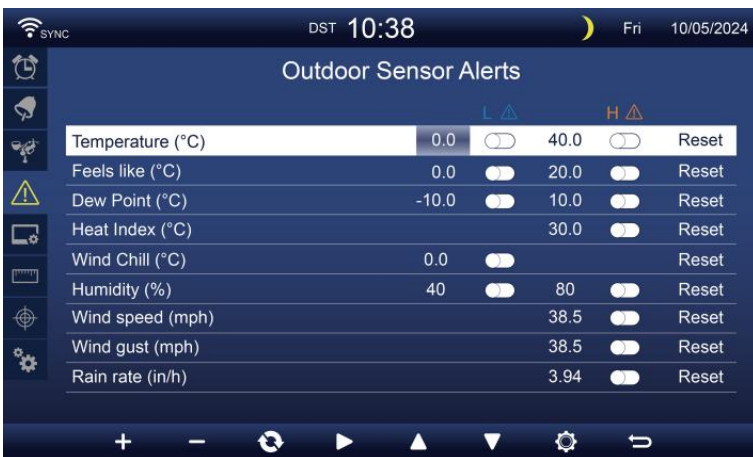 SYNC DST 10:38 Fri 10/05/2024
Outdoor Sensor Alerts
L H
Temperature (°C) 0.0 40.0 Reset
Feels like (°C) 0.0 20.0 Reset
Dew Point (°C) -10.0 10.0 Reset
Heat Index (°C) 30.0 Reset
Wind Chill (°C) 0.0 Reset
Humidity (%) 40 80 Reset
Wind speed (mph) 38.5 Reset
Wind gust (mph) 38.5 Reset
Rain rate (in/h) 3.94 Reset